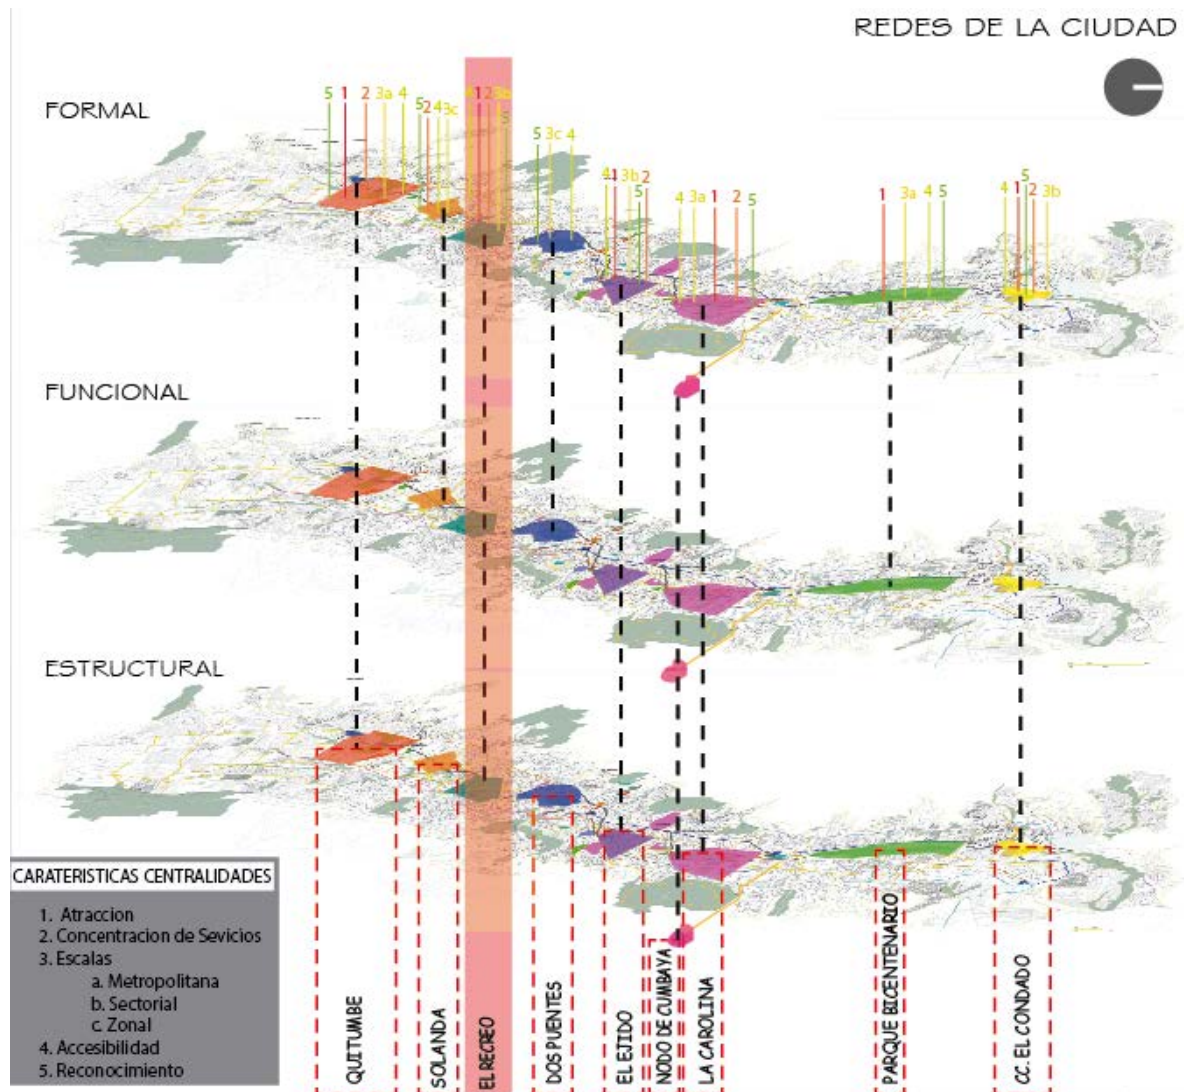 REDES DE LA CIUDAD
FORMAL
5 1 2 3a 4 5 2 4 3c 4 1 2 3b 5 5 3c 4 4 1 3b 5 2 4 3a 1 2 5 1 3a 4 5 4 1 5 2 3b
FUNCIONAL
ESTRUCTURAL
CARATERISTICAS CENTRALIDADES
1. Atraccion
2. Concentracion de Sevicios
3. Escalas
a. Metropolitana
b. Sectorial
c. Zonal
4. Accesibilidad
5. Reconocimiento
QUITUMBE
SOLANDA
EL RECREO
DOS PUENTES
EL EJIDO
NODO DE CUMBAYA
LA CAROLINA
PARQUE BICENTENARIO
CC. EL CONDADO